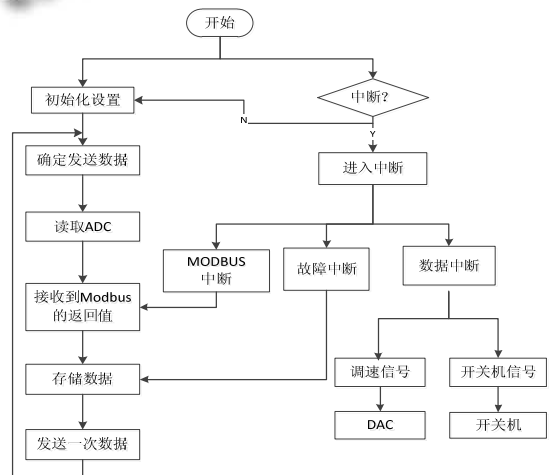 开始
初始化设置
中断?
N
Y
确定发送数据
进入中断
读取ADC
MODBUS
中断
故障中断
数据中断
接收到Modbus
的返回值
调速信号
开关机信号
存储数据
DAC
开关机
发送一次数据